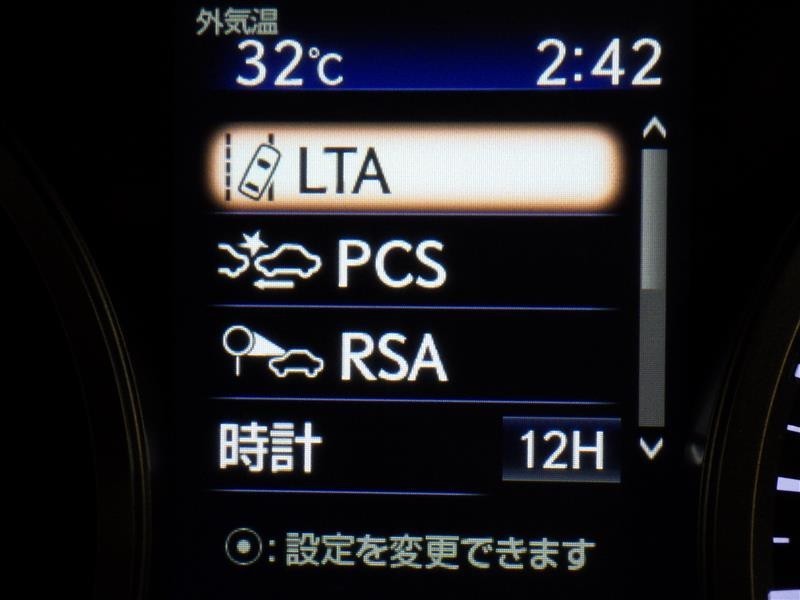 外気温
32℃ 2:42
LTA
PCS
RSA
時計 12H
⦿:設定を変更できます